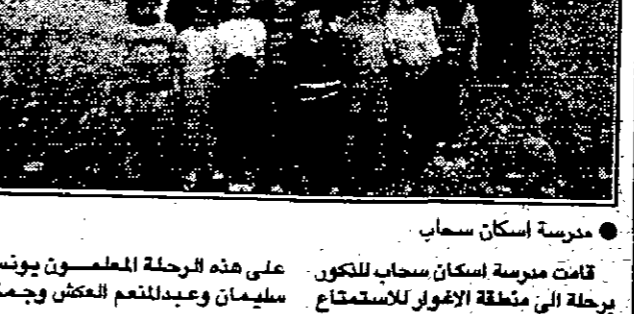 ● مدرسة اسكان سحاب
قامت مدرسة اسكان سحاب للذكور
برحلة الى منطقة الاغوار للاستمتاع
على هذه الرحلة المعلمون يونس
سليمان وعبدالمنعم العكش